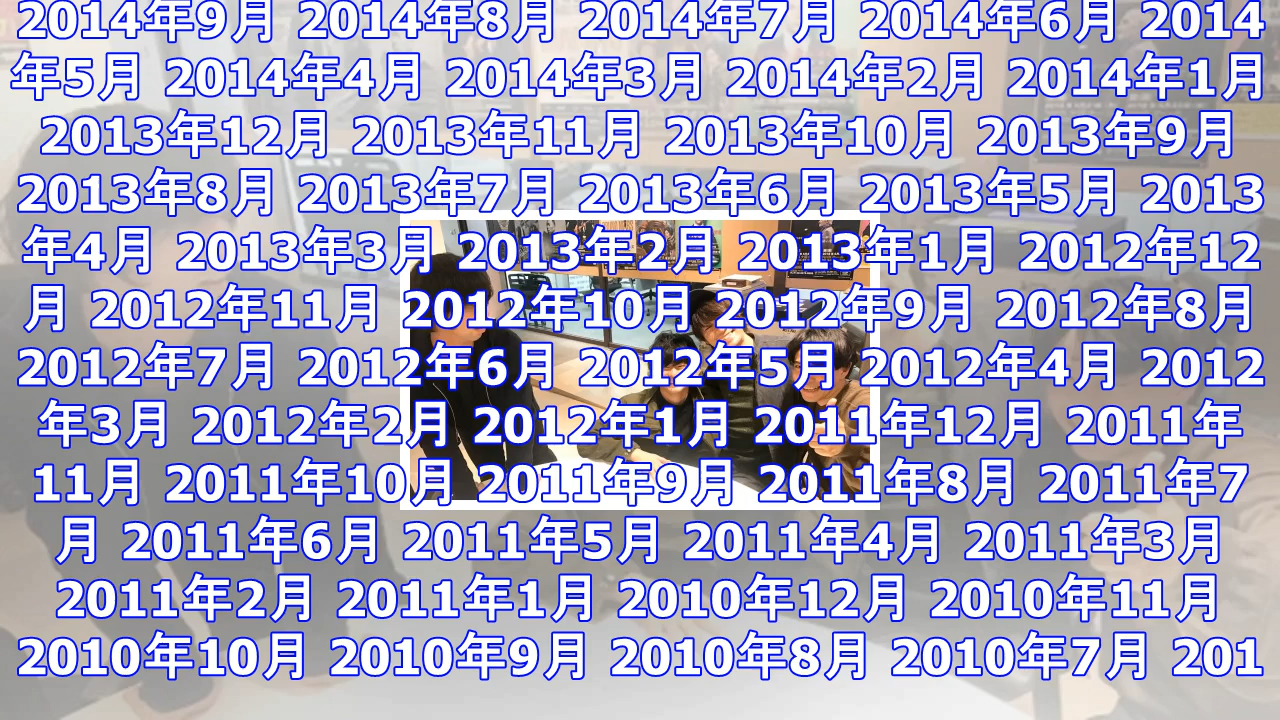 2014年9月 2014年8月 2014年7月 2014年6月 2014
年5月 2014年4月 2014年3月 2014年2月 2014年1月
2013年12月 2013年11月 2013年10月 2013年9月
2013年8月 2013年7月 2013年6月 2013年5月 2013
年4月 2013年3月 2013年2月 2013年1月 2012年12
月 2012年11月 2012年10月 2012年9月 2012年8月
2012年7月 2012年6月 2012年5月 2012年4月 2012
年3月 2012年2月 2012年1月 2011年12月 2011年
11月 2011年10月 2011年9月 2011年8月 2011年7
月 2011年6月 2011年5月 2011年4月 2011年3月
2011年2月 2011年1月 2010年12月 2010年11月
2010年10月 2010年9月 2010年8月 2010年7月 201